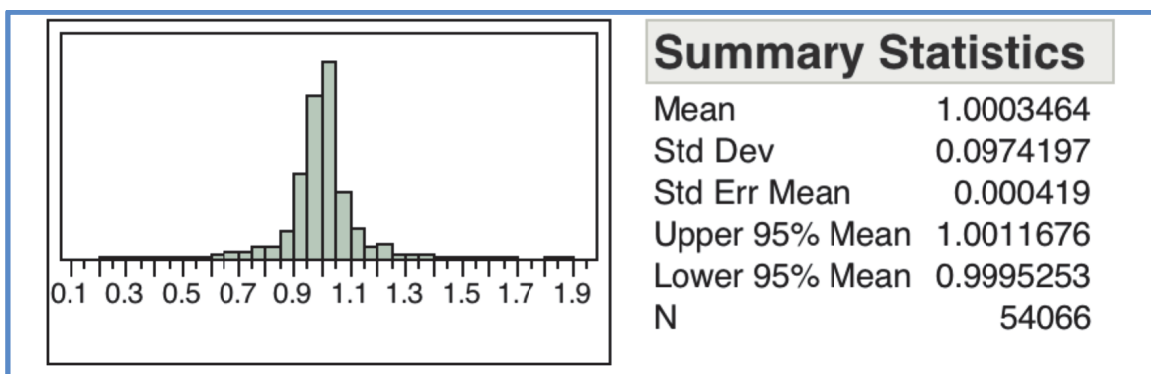 0.1 0.3 0.5 0.7 0.9 1.1 1.3 1.5 1.7 1.9
Summary Statistics
Mean 1.0003464
Std Dev 0.0974197
Std Err Mean 0.000419
Upper 95% Mean 1.0011676
Lower 95% Mean 0.9995253
N 54066